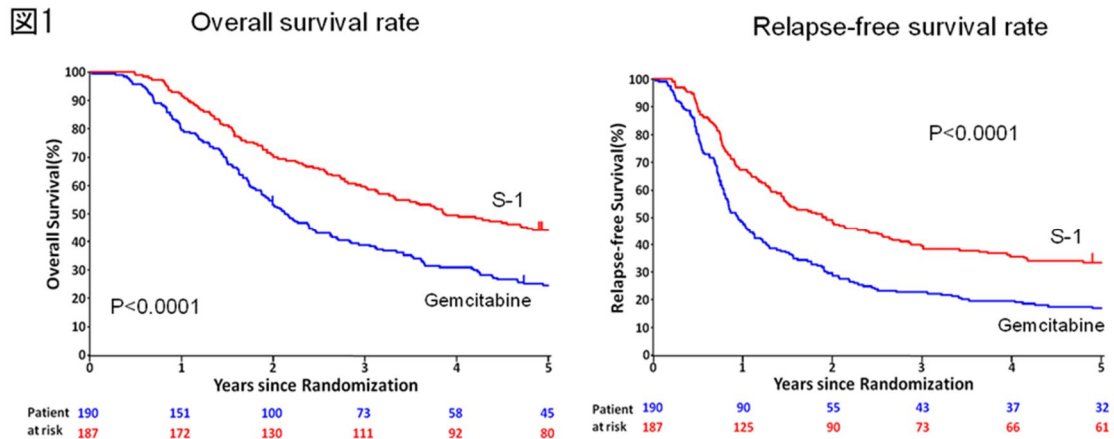 図1
Overall survival rate
100
90
80
70
60
50
40
30
20
10
0
Overall Survival(%)
S-1
Gemcitabine
P<0.0001
0 1 2 3 4 5
Years since Randomization
Patient 190 151 100 73 58 45
at risk 187 172 130 111 92 80
Relapse-free survival rate
100
90
80
70
60
50
40
30
20
10
0
Relapse-free Survival(%)
P<0.0001
S-1
Gemcitabine
0 1 2 3 4 5
Years since Randomization
Patient 190 90 55 43 37 32
at risk 187 125 90 73 66 61